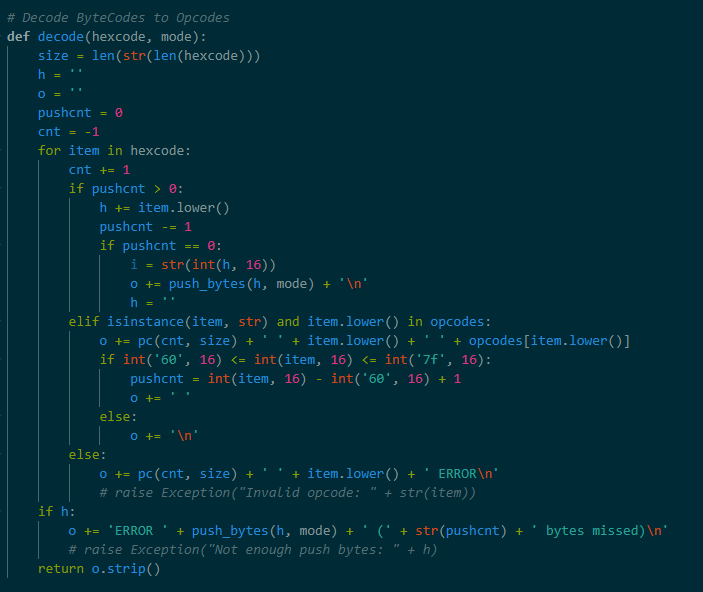 # Decode ByteCodes to Opcodes
def decode(hexcode, mode):
    size = len(str(len(hexcode)))
    h = ''
    o = ''
    pushcnt = 0
    cnt = -1
    for item in hexcode:
        cnt += 1
        if pushcnt > 0:
            h += item.lower()
            pushcnt -= 1
            if pushcnt == 0:
                i = str(int(h, 16))
                o += push_bytes(h, mode) + '\n'
                h = ''
        elif isinstance(item, str) and item.lower() in opcodes:
            o += pc(cnt, size) + ' ' + item.lower() + ' ' + opcodes[item.lower()]
            if int('60', 16) <= int(item, 16) <= int('7f', 16):
                pushcnt = int(item, 16) - int('60', 16) + 1
                o += ' '
            else:
                o += '\n'
        else:
            o += pc(cnt, size) + ' ' + item.lower() + ' ERROR\n'
            # raise Exception("Invalid opcode: " + str(item))
    if h:
        o += 'ERROR ' + push_bytes(h, mode) + ' (' + str(pushcnt) + ' bytes missed)\n'
        # raise Exception("Not enough push bytes: " + h)
    return o.strip()